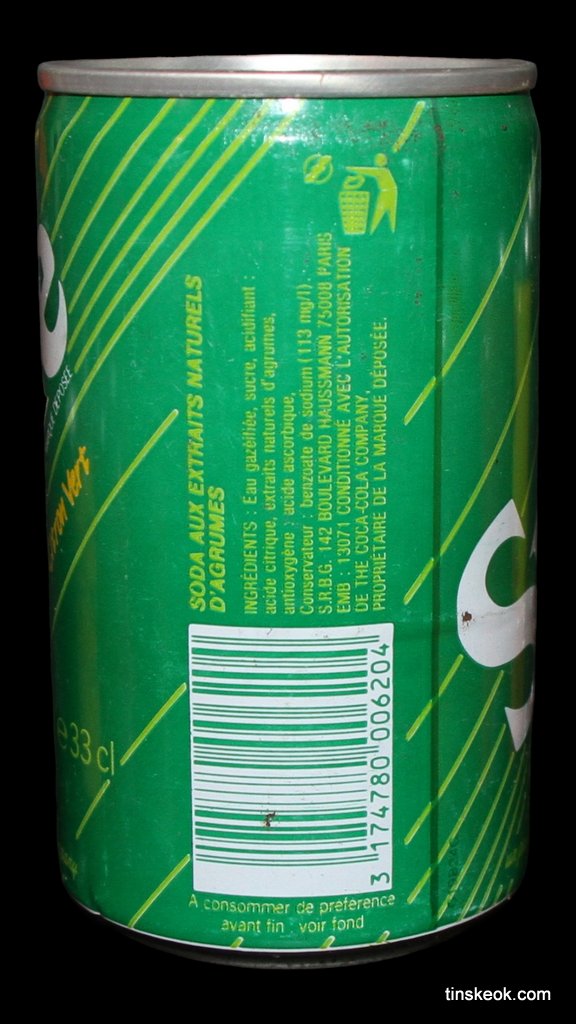 SODA AUX EXTRAITS NATURELS
D'AGRUMES
INGRÉDIENTS : Eau gazéifiée, sucre, acidifiant :
acide citrique, extraits naturels d'agrumes,
antioxygène : acide ascorbique,
Conservateur : benzoate de sodium (113 mg/l).
S.R.B.G. 142 BOULEVARD HAUSSMANN 75008 PARIS
EMB : 13071 CONDITIONNÉ AVEC L'AUTORISATION
DE THE COCA-COLA COMPANY,
PROPRIÉTAIRE DE LA MARQUE DÉPOSÉE.
DÉPOSÉE
Vert
e 33 cl
3 174780 006204
A consommer de préférence
avant fin : voir fond
tinskeok.com